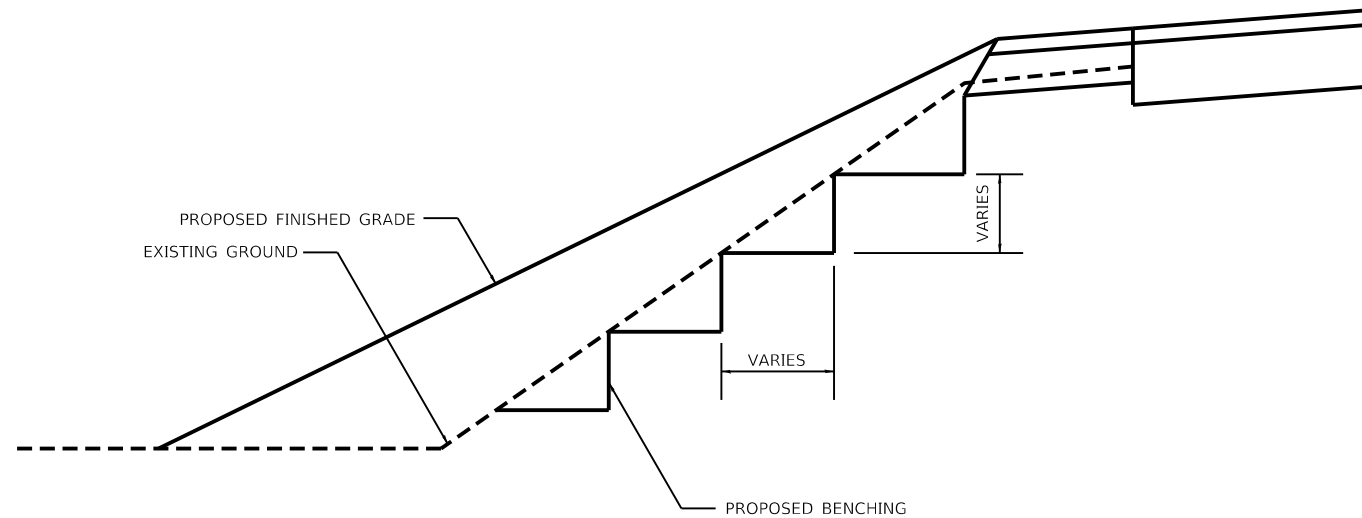 PROPOSED FINISHED GRADE
EXISTING GROUND
VARIES
VARIES
PROPOSED BENCHING